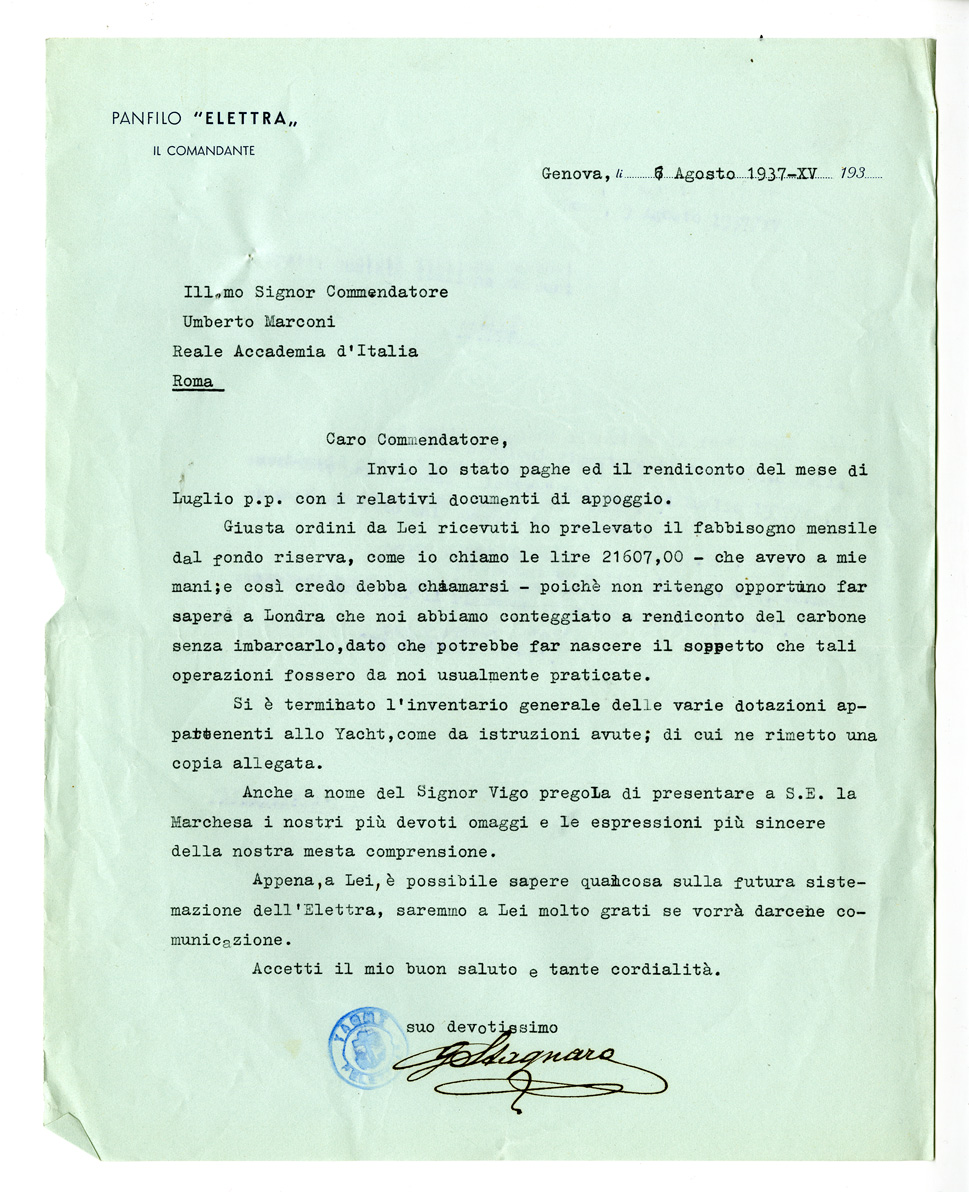 PANFILO "ELETTRA„
IL COMANDANTE
Genova, li 6 Agosto 1937-XV 193
Ill.mo Signor Commendatore
Umberto Marconi
Reale Accademia d'Italia
Roma
Caro Commendatore,
Invio lo stato paghe ed il rendiconto del mese di
Luglio p.p. con i relativi documenti di appoggio.
Giusta ordini da Lei ricevuti ho prelevato il fabbisogno mensile
dal fondo riserva, come io chiamo le lire 21607,00 - che avevo a mie
mani;e così credo debba chiamarsi - poichè non ritengo opportuno far
sapere a Londra che noi abbiamo conteggiato a rendiconto del carbone
senza imbarcarlo,dato che potrebbe far nascere il sospetto che tali
operazioni fossero da noi usualmente praticate.
Si è terminato l'inventario generale delle varie dotazioni ap-
partenenti allo Yacht,come da istruzioni avute; di cui ne rimetto una
copia allegata.
Anche a nome del Signor Vigo pregola di presentare a S.E. la
Marchesa i nostri più devoti omaggi e le espressioni più sincere
della nostra mesta comprensione.
Appena,a Lei,è possibile sapere qualcosa sulla futura siste-
mazione dell'Elettra, saremmo a Lei molto grati se vorrà darcene co-
municazione.
Accetti il mio buon saluto e tante cordialità.
suo devotissimo
GStagnaro